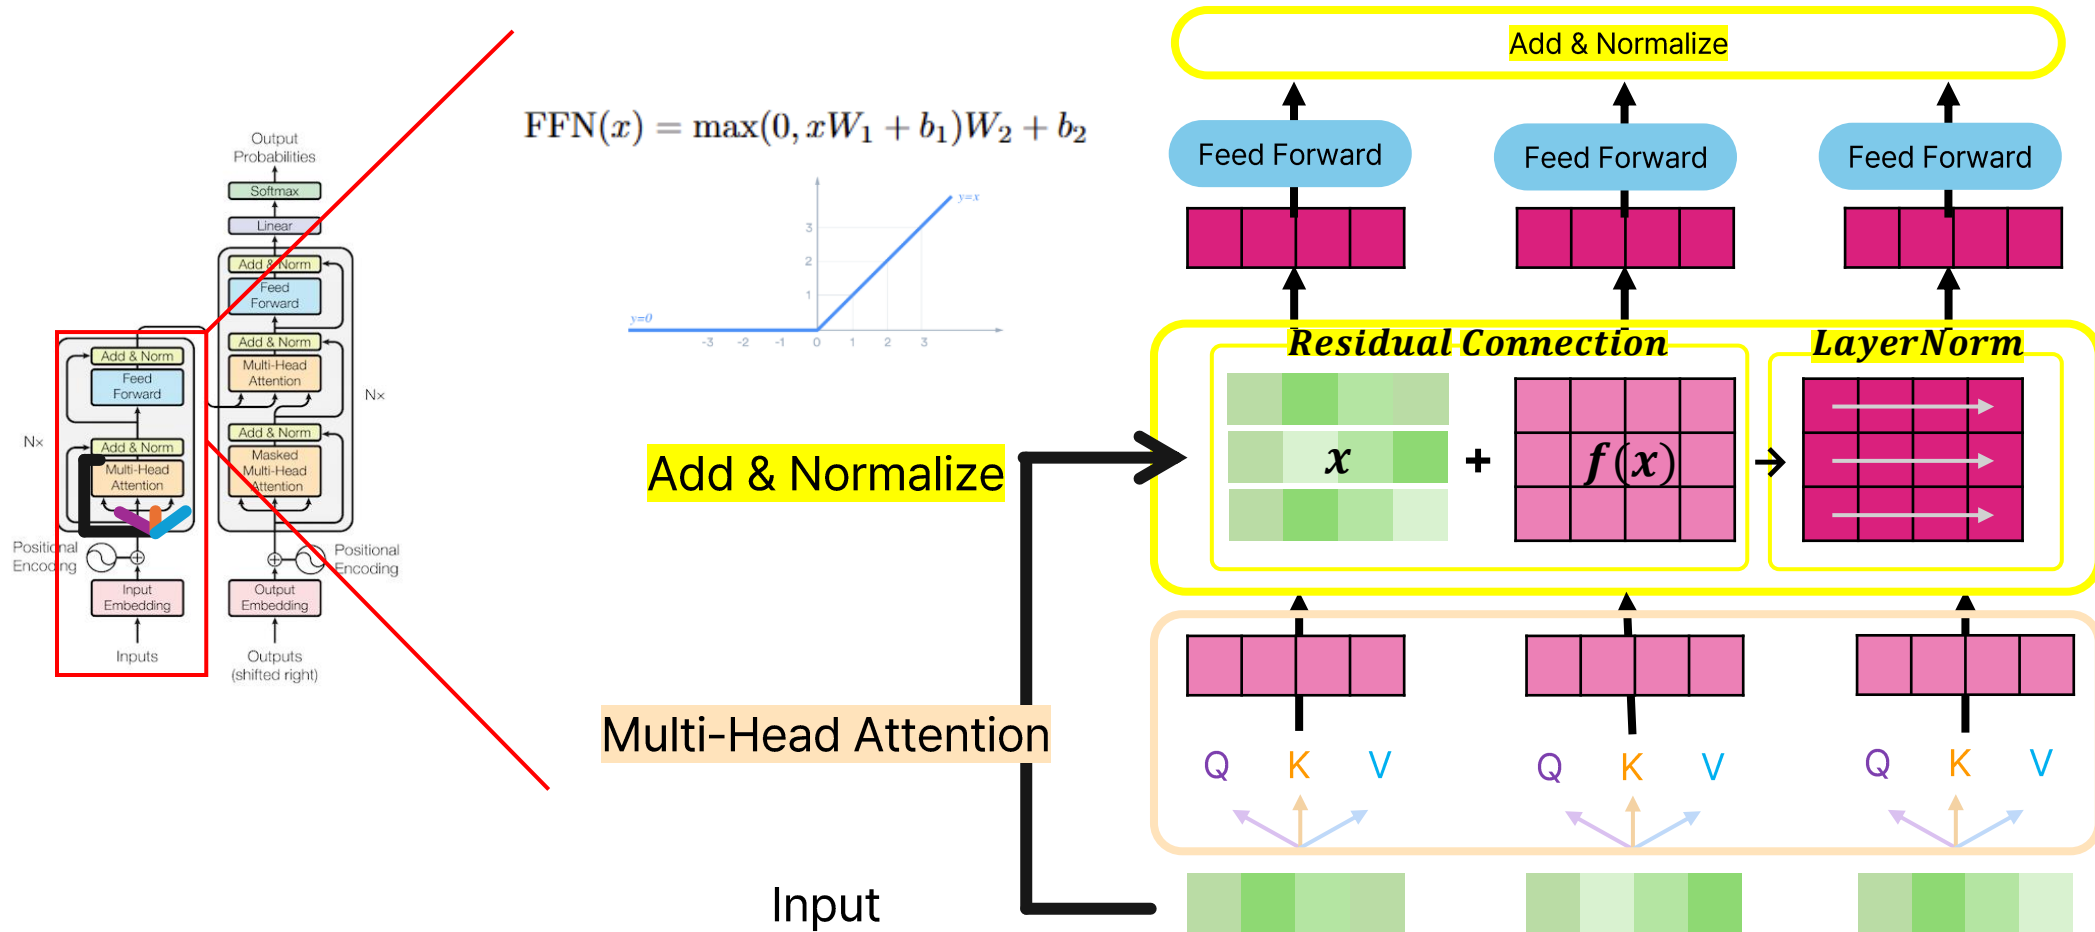 Output
Probabilities
Softmax
Linear
Add & Norm
Feed
Forward
Add & Norm
Multi-Head
Attention
Nx
Add & Norm
Masked
Multi-Head
Attention
Positional
Encoding
Output
Embedding
Outputs
(shifted right)
Add & Norm
Feed
Forward
Nx
Add & Norm
Multi-Head
Attention
Positional
Encoding
Input
Embedding
Inputs
FFN(x) = max(0, xW₁ + b₁)W₂ + b₂
y=x
3
2
1
y=0
-3 -2 -1 0 1 2 3
Add & Normalize
Multi-Head Attention
Input
Add & Normalize
Feed Forward Feed Forward Feed Forward
Residual Connection LayerNorm
x + f(x) →
Q K V Q K V Q K V